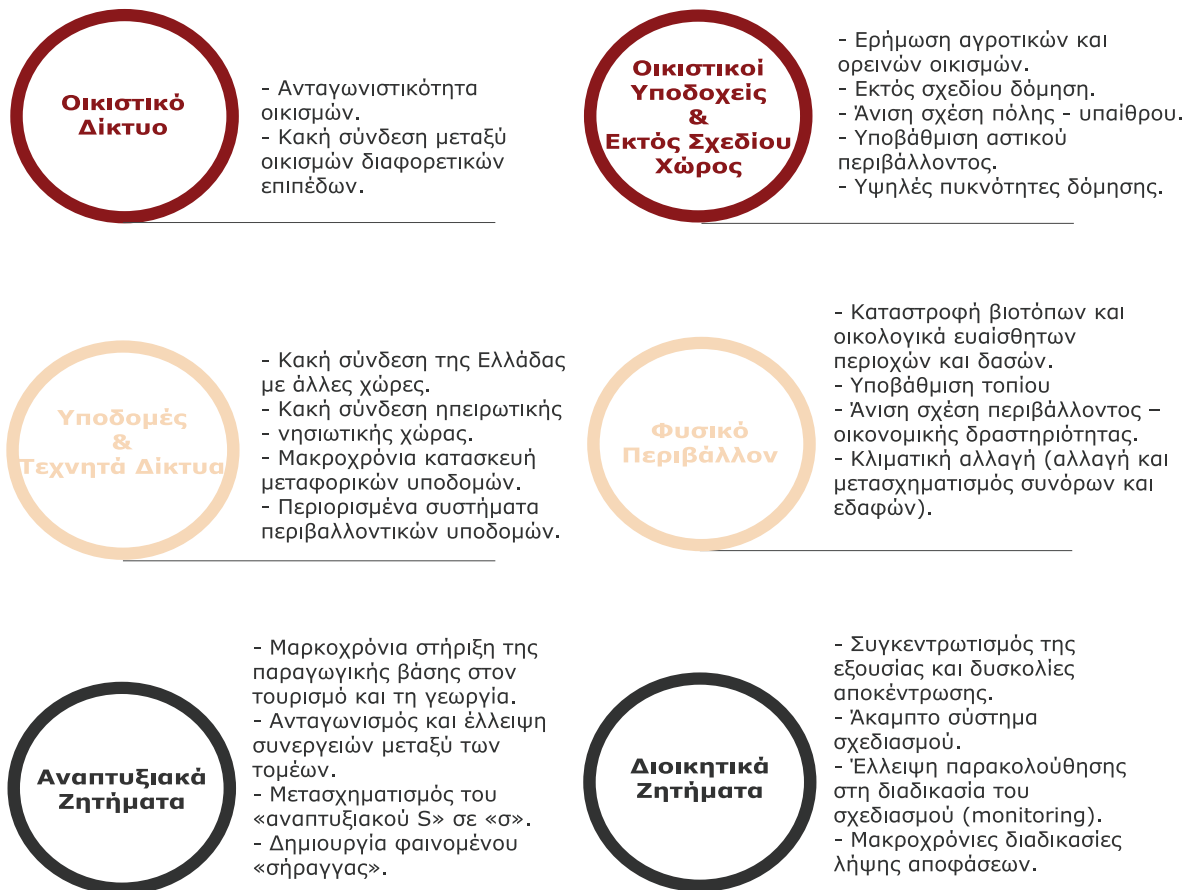 Οικιστικό
Δίκτυο
- Ανταγωνιστικότητα
οικισμών.
- Κακή σύνδεση μεταξύ
οικισμών διαφορετικών
επιπέδων.
Οικιστικοί
Υποδοχείς
&
Εκτός Σχεδίου
Χώρος
- Ερήμωση αγροτικών και
ορεινών οικισμών.
- Εκτός σχεδίου δόμηση.
- Άνιση σχέση πόλης - υπαίθρου.
- Υποβάθμιση αστικού
περιβάλλοντος.
- Υψηλές πυκνότητες δόμησης.
Υποδομές
&
Τεχνητά Δίκτυα
- Κακή σύνδεση της Ελλάδας
με άλλες χώρες.
- Κακή σύνδεση ηπειρωτικής
- νησιωτικής χώρας.
- Μακροχρόνια κατασκευή
μεταφορικών υποδομών.
- Περιορισμένα συστήματα
περιβαλλοντικών υποδομών.
Φυσικό
Περιβάλλον
- Καταστροφή βιοτόπων και
οικολογικά ευαίσθητων
περιοχών και δασών.
- Υποβάθμιση τοπίου
- Άνιση σχέση περιβάλλοντος –
οικονομικής δραστηριότητας.
- Κλιματική αλλαγή (αλλαγή και
μετασχηματισμός συνόρων και
εδαφών).
Αναπτυξιακά
Ζητήματα
- Μαρκοχρόνια στήριξη της
παραγωγικής βάσης στον
τουρισμό και τη γεωργία.
- Ανταγωνισμός και έλλειψη
συνεργειών μεταξύ των
τομέων.
- Μετασχηματισμός του
«αναπτυξιακού S» σε «σ».
- Δημιουργία φαινομένου
«σήραγγας».
Διοικητικά
Ζητήματα
- Συγκεντρωτισμός της
εξουσίας και δυσκολίες
αποκέντρωσης.
- Άκαμπτο σύστημα
σχεδιασμού.
- Έλλειψη παρακολούθησης
στη διαδικασία του
σχεδιασμού (monitoring).
- Μακροχρόνιες διαδικασίες
λήψης αποφάσεων.